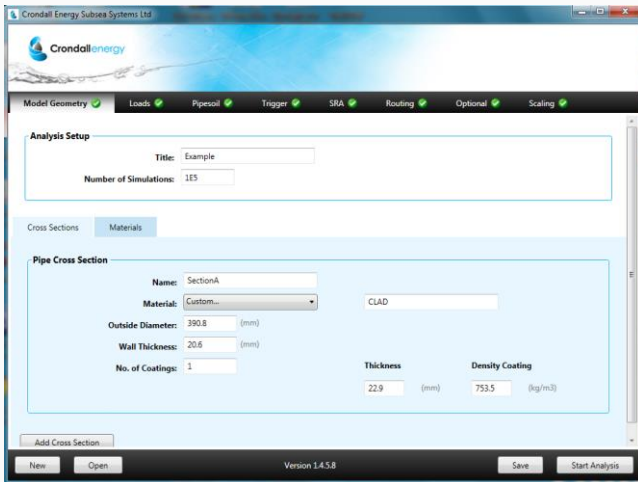 Crondall Energy Subsea Systems Ltd
Crondallenergy
Model Geometry Loads Pipesoil Trigger SRA Routing Optional Scaling
Analysis Setup
Title: Example
Number of Simulations: 1E5
Cross Sections Materials
Pipe Cross Section
Name: SectionA
Material: Custom... CLAD
Outside Diameter: 390.8 (mm)
Wall Thickness: 20.6 (mm)
No. of Coatings: 1 Thickness Density Coating
22.9 (mm) 753.5 (kg/m3)
Add Cross Section
New Open Version 1.4.5.8 Save Start Analysis